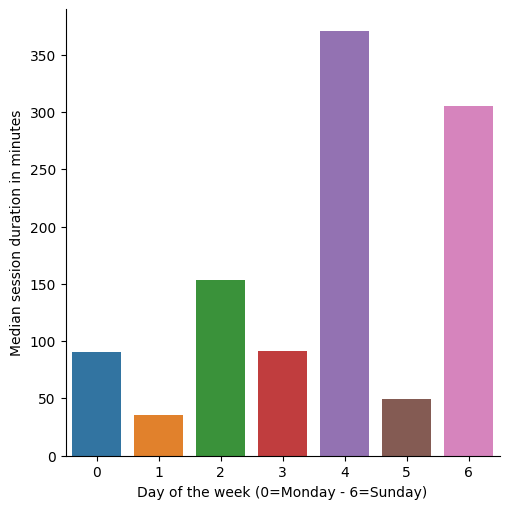 350
300
250
200
150
100
50
0
Median session duration in minutes
0 1 2 3 4 5 6
Day of the week (0=Monday - 6=Sunday)